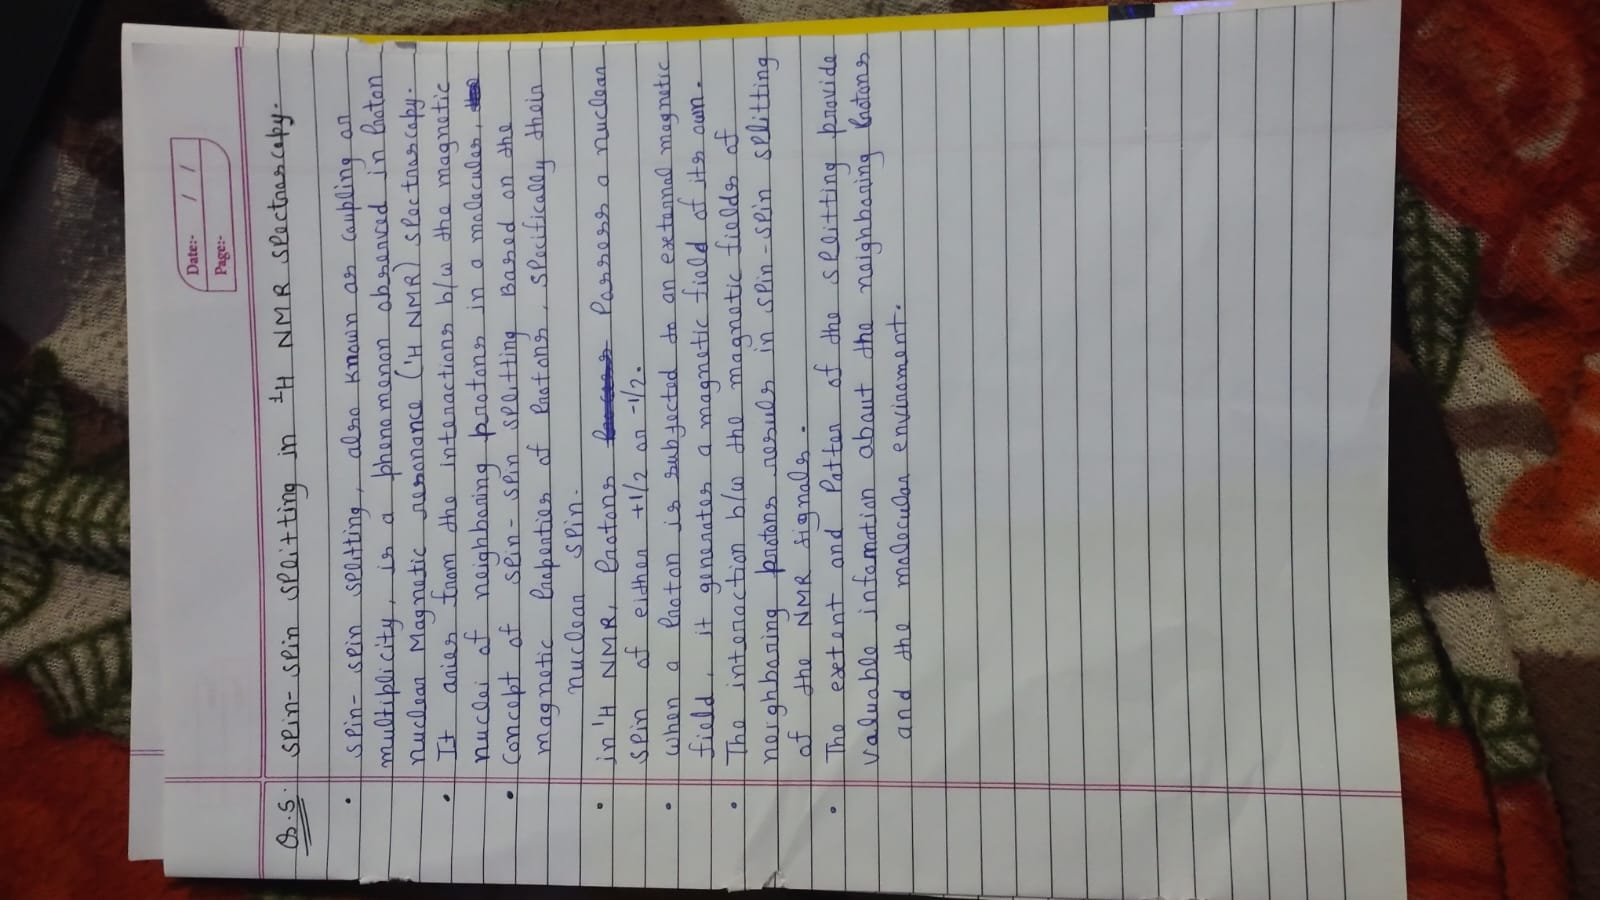 Date:- / /
Page:-
Q.5. Spin-spin splitting in ¹H NMR spectroscopy.
• Spin-spin splitting, also known as coupling or
multiplicity, is a phenomenon observed in Proton
nuclear Magnetic resonance (¹H NMR) spectroscopy.
• It aries from the interactions b/w the magnetic
nuclei of neighboring protons in a molecular,
• Concept of spin-spin splitting Based on the
magnetic Properties of Protons, specifically their
nuclear spin.
• in ¹H NMR, Protons Possess a nuclear
spin of either +1/2 or -1/2.
• when a Proton is subjected to an external magnetic
field, it generates a magnetic field of its own.
• The interaction b/w the magnetic fields of
neighboring protons resuls in spin-spin splitting
of the NMR signals.
• The extent and Patter of the splitting provide
valuable infomation about the neighboring Protons
and the molecular enviroment.